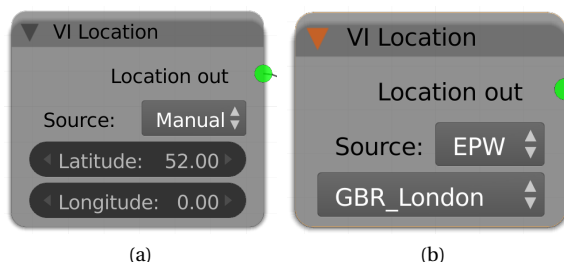 VI Location
Location out
Source: Manual
Latitude: 52.00
Longitude: 0.00
(a)
VI Location
Location out
Source: EPW
GBR_London
(b)